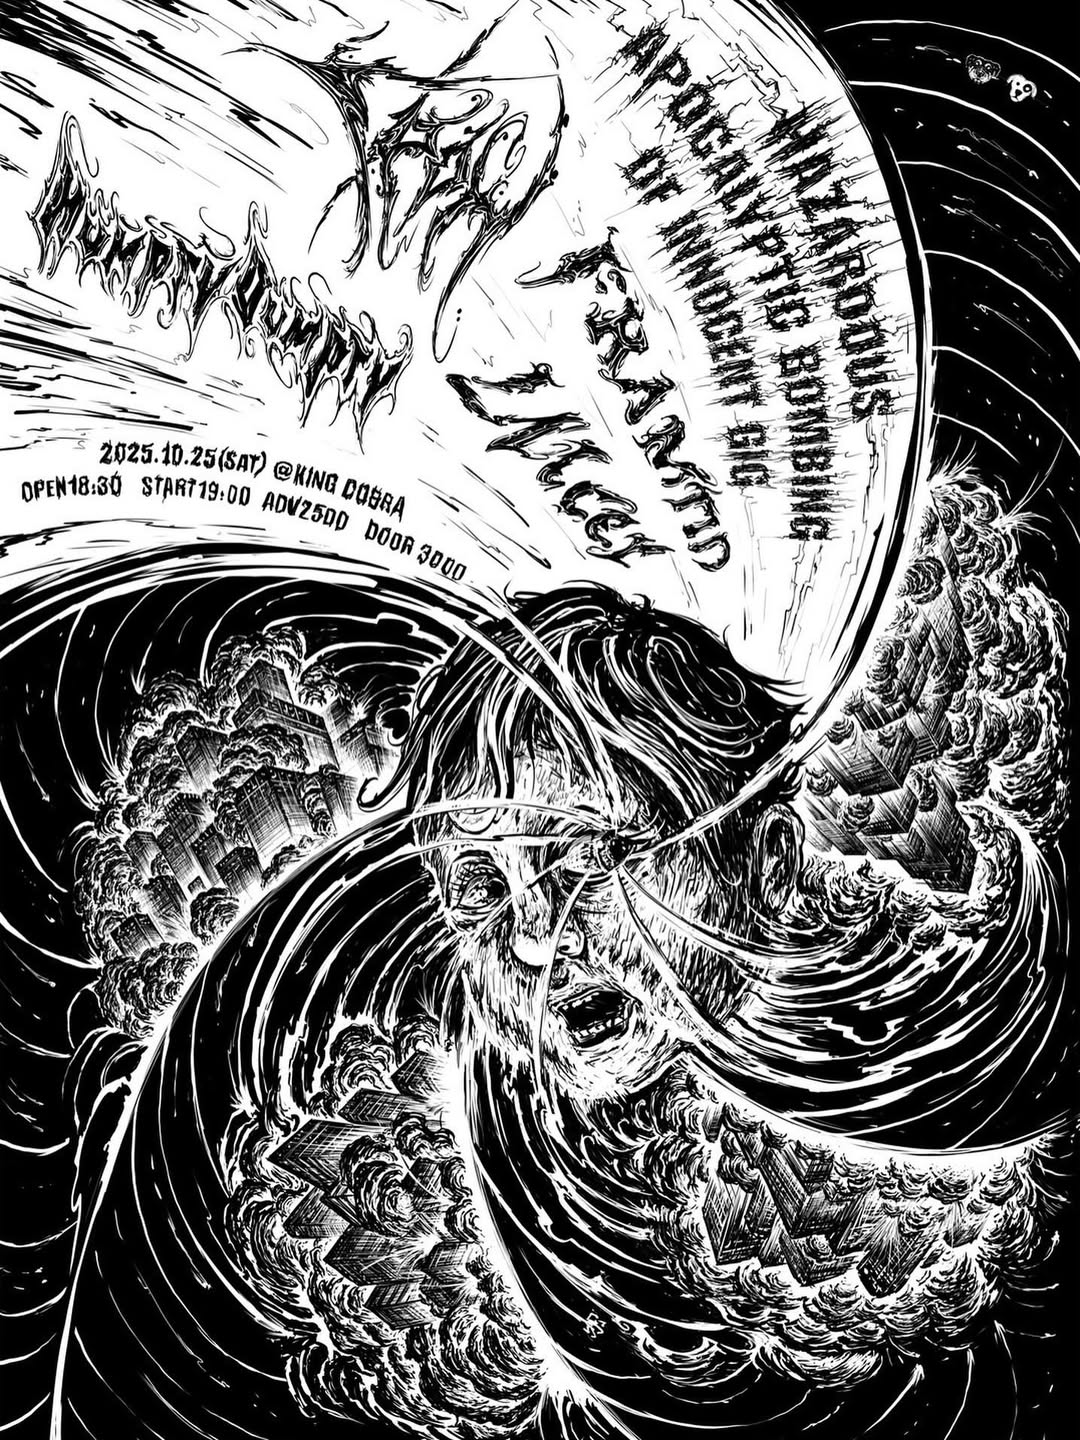 HAZARDOUS
APOCALYPTIC BOMBING
OF INNOCENT GIG
FRAMTID
2025.10.25(SAT) @KING COBRA
OPEN18:30 START19:00 ADV2500 DOOR 3000